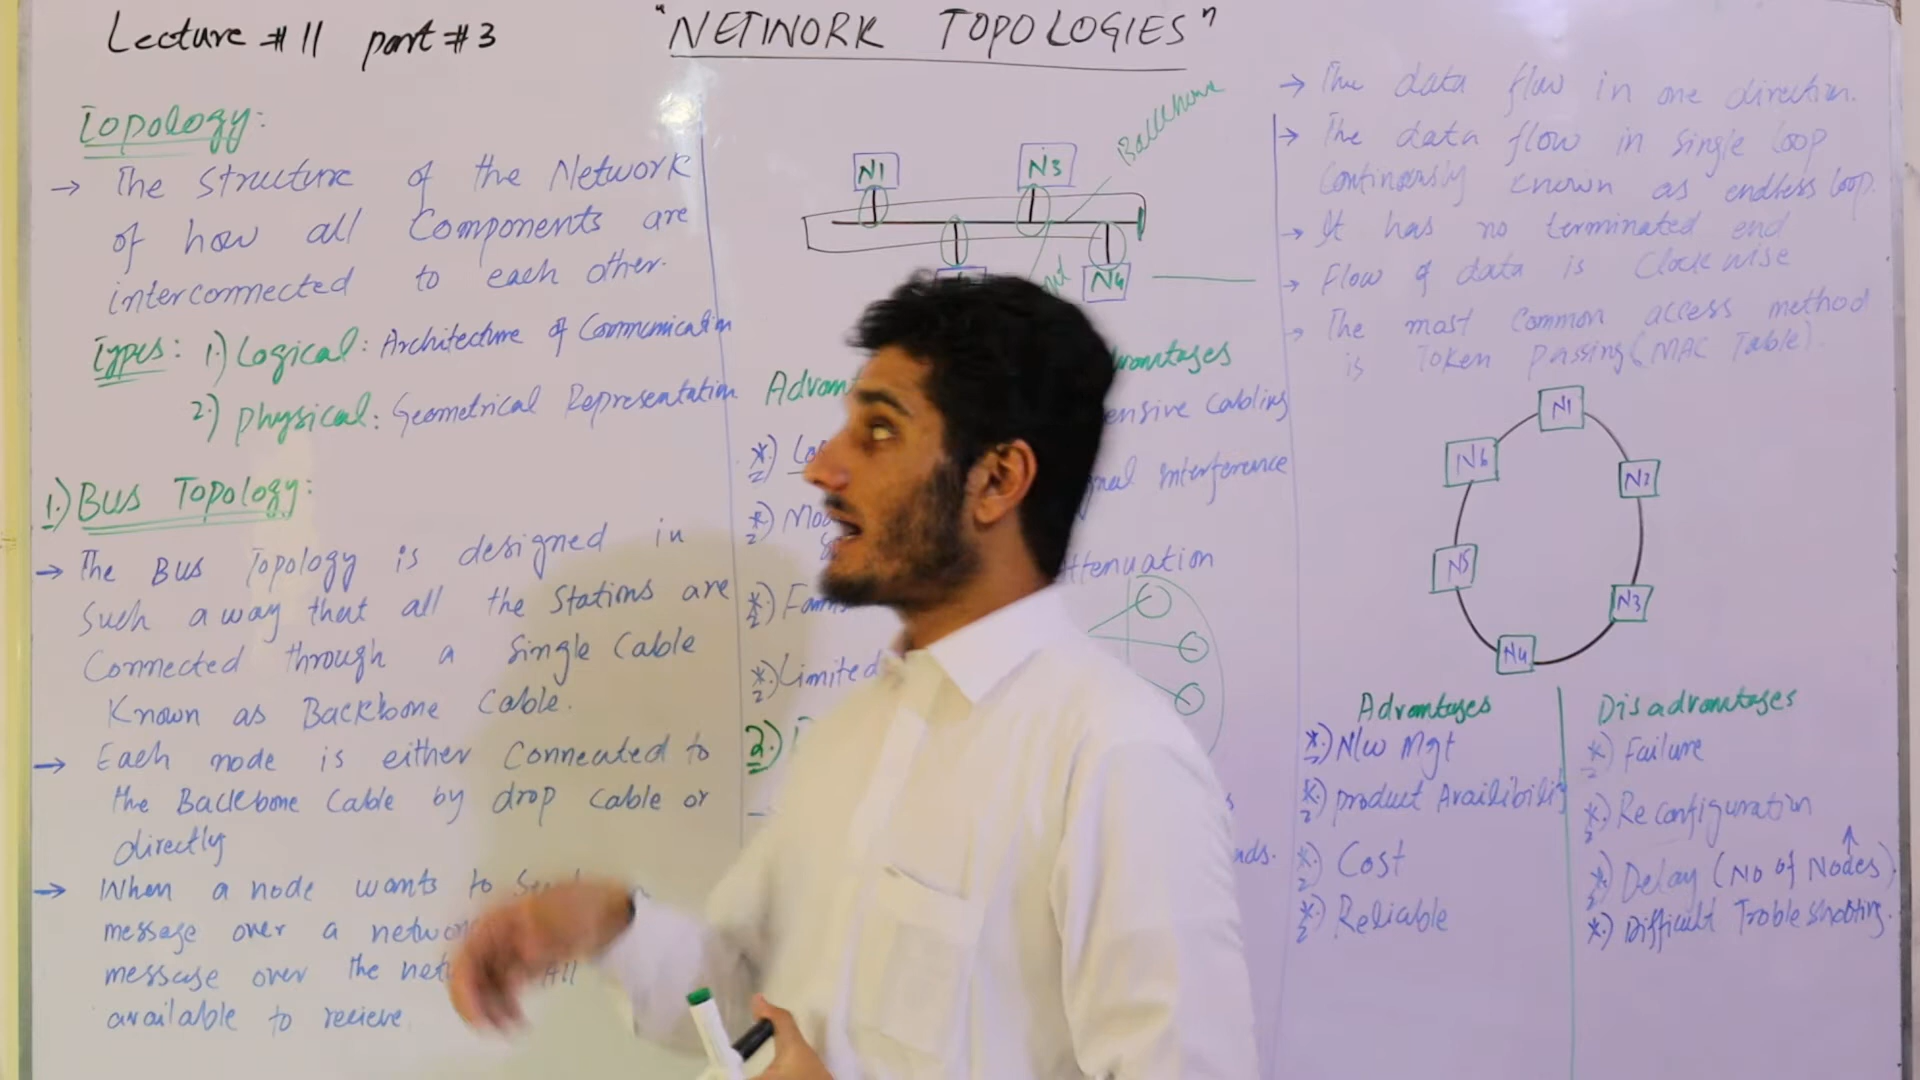 Lecture #11 part #3
"NETWORK TOPOLOGIES"
Topology:
→ The Structure of the Network
of how all Components are
interconnected to each other.
Types: 1.) Logical: Architecture of Communication
2.) Physical: Geometrical Representation
1.) Bus Topology:
→ The Bus Topology is designed in
Such a way that all the Stations are
Connected through a Single Cable
Known as Backbone Cable.
→ Each node is either Connected to
the Backbone Cable by drop cable or
directly
→ When a node wants to
message over a
message over the All
available to recieve
Backbone
N1 N3
N4
*) Limited
2.)
Cabling
Interference
ttenuation
→ The data flow in one direction.
→ The data flow in single loop
Continously known as endless loop.
→ It has no terminated end
→ Flow of data is Clockwise
→ The most Common access method
is Token Passing (MAC Table).
N1
N6
N2
N5
N3
N4
Advantages
*) N/w Mgt
*) Product Availibility
*) Cost
*) Reliable
Disadvantages
*) Failure
*) Reconfiguration
*) Delay (No of Nodes)↑
*) Difficult Trobleshooting.